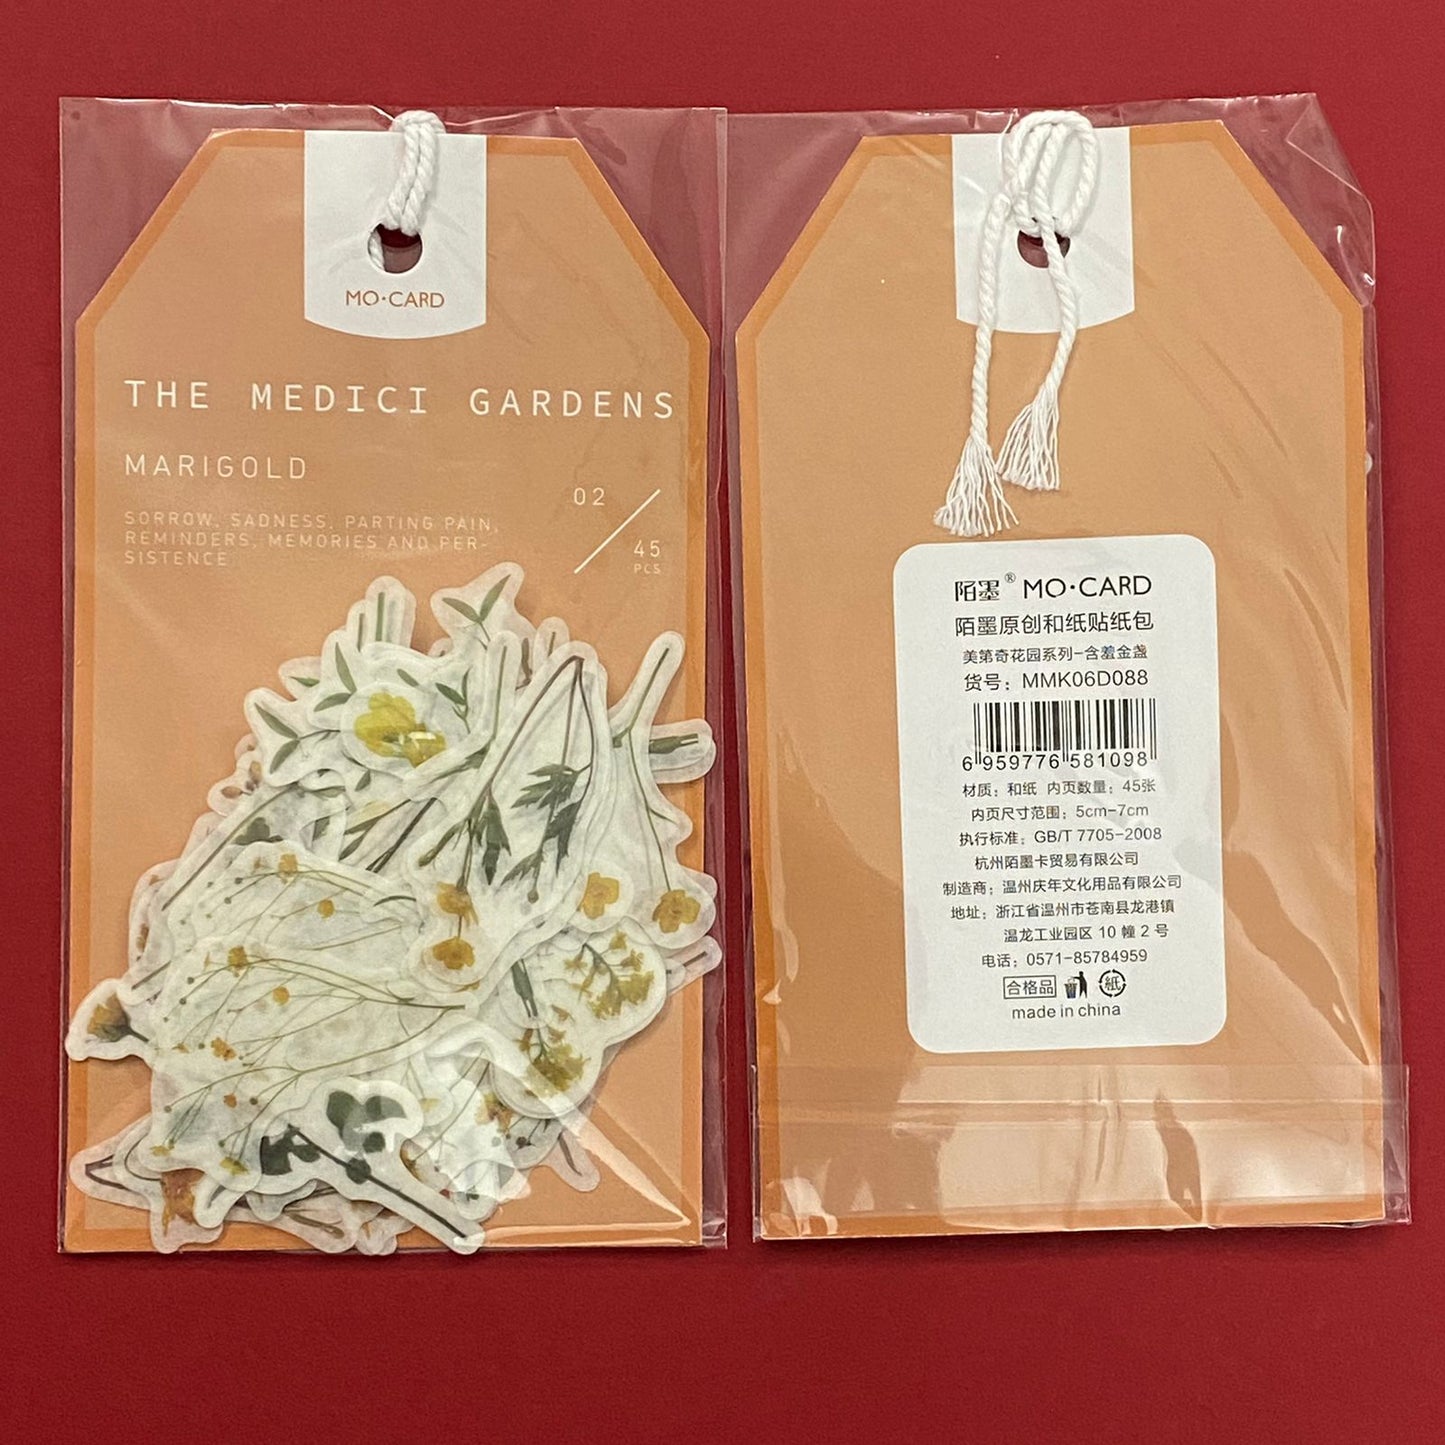 MO·CARD
THE MEDICI GARDENS
MARIGOLD
SORROW, SADNESS, PARTING PAIN,
REMINDERS, MEMORIES AND PER-
SISTENCE
02
45
PCS
陌墨® MO·CARD
陌墨原创和纸贴纸包
美第奇花园系列-含羞金盏
货号：MMK06D088
6 959776 581098
材质：和纸 内页数量：45张
内页尺寸范围：5cm-7cm
执行标准：GB/T 7705-2008
杭州陌墨卡贸易有限公司
制造商：温州庆年文化用品有限公司
地址：浙江省温州市苍南县龙港镇
温龙工业园区 10 幢 2 号
电话：0571-85784959
合格品 紙
made in china